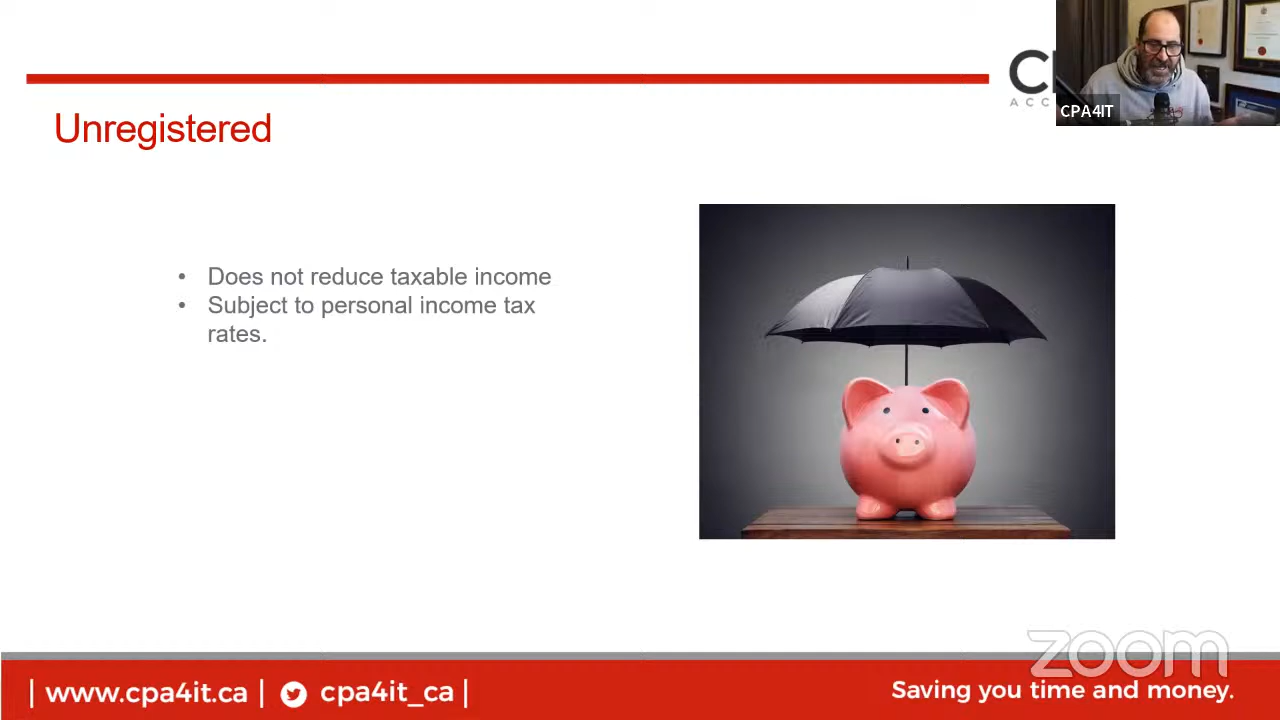 CPA4IT
Unregistered
• Does not reduce taxable income
• Subject to personal income tax
rates.
zoom
| www.cpa4it.ca | cpa4it_ca |
Saving you time and money.